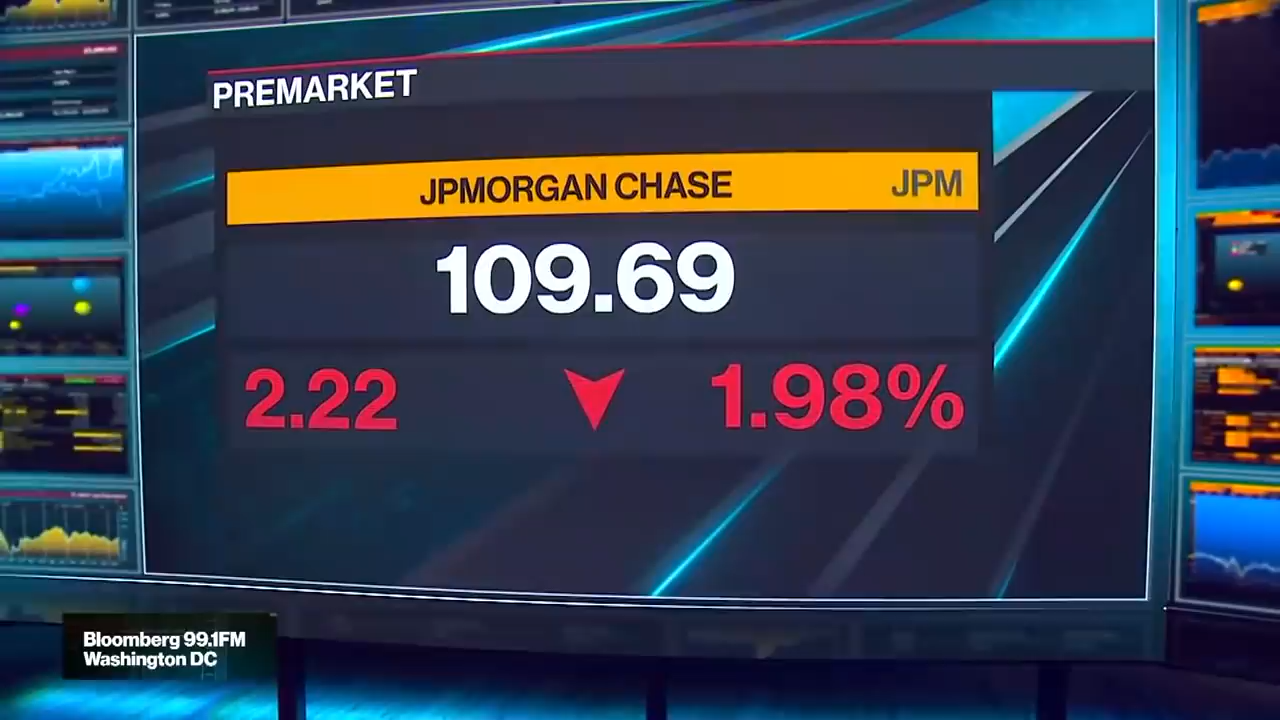 PREMARKET
JPMORGAN CHASE JPM
109.69
2.22 1.98%
Bloomberg 99.1FM
Washington DC